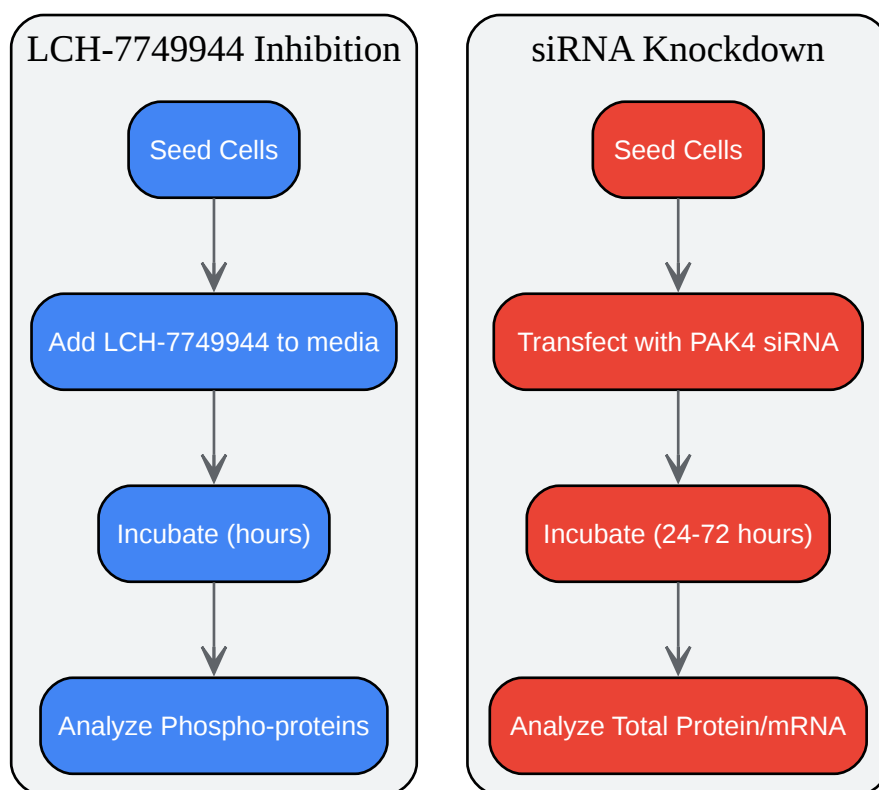 LCH-7749944 Inhibition
Seed Cells
Add LCH-7749944 to media
Incubate (hours)
Analyze Phospho-proteins
siRNA Knockdown
Seed Cells
Transfect with PAK4 siRNA
Incubate (24-72 hours)
Analyze Total Protein/mRNA